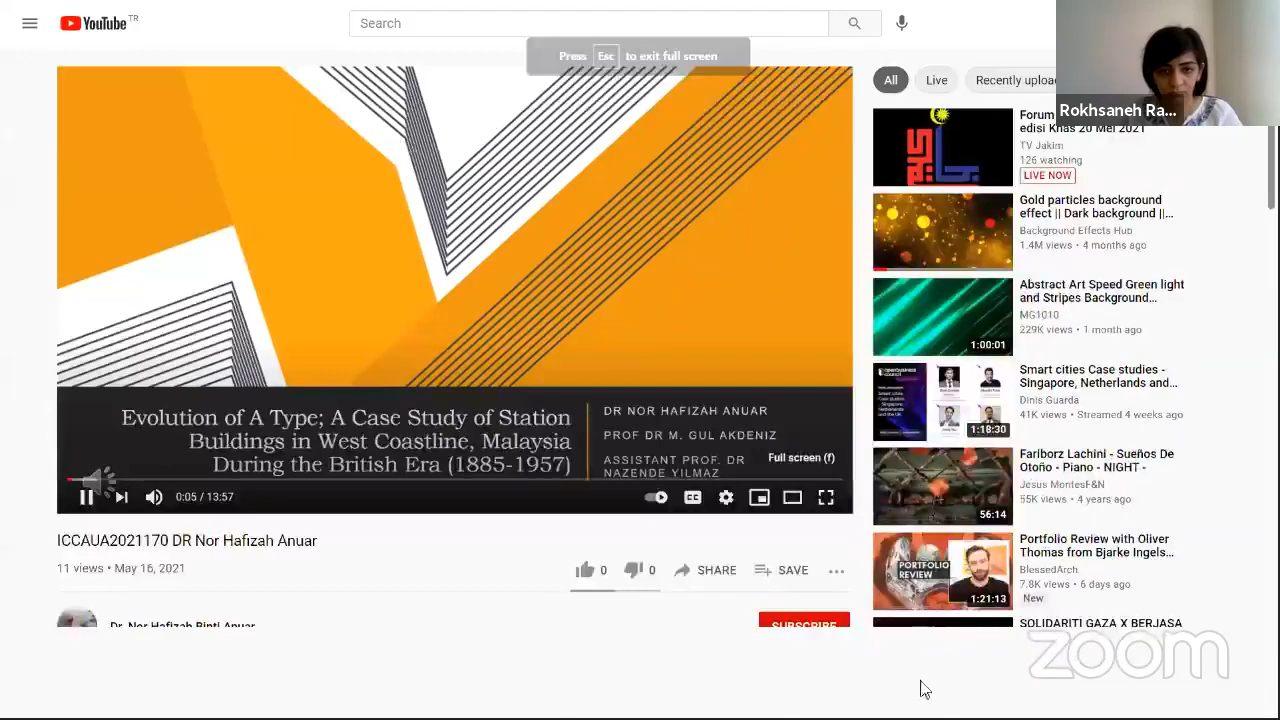 YouTube TR
Search
Press Esc to exit full screen
All
Live
Recently uploa
Rokhsaneh Ra...
Evolution of A Type; A Case Study of Station
Buildings in West Coastline, Malaysia
During the British Era (1885-1957)
DR NOR HAFIZAH ANUAR
PROF DR M. GUL AKDENIZ
ASSISTANT PROF. DR
NAZENDE YILMAZ
Full screen (f)
0:05 / 13:57
CC
ICCAUA2021170 DR Nor Hafizah Anuar
11 views • May 16, 2021
0
0
SHARE
SAVE
Dr. Nor Hafizah Binti Anuar
SUBSCRIBE
Forum
edisi Khas 20 Mei 2021
TV Jakim
126 watching
LIVE NOW
Gold particles background
effect || Dark background ||...
Background Effects Hub
1.4M views • 4 months ago
Abstract Art Speed Green light
and Stripes Background...
MG1010
229K views • 1 month ago
1:00:01
Smart cities Case studies -
Singapore, Netherlands and...
Dinis Guarda
41K views • Streamed 4 weeks ago
1:18:30
Fariborz Lachini - Sueños De
Otoño - Piano - NIGHT -
Jesus MontesF&N
55K views • 4 years ago
56:14
Portfolio Review with Oliver
Thomas from Bjarke Ingels...
BlessedArch.
7.8K views • 6 days ago
New
PORTFOLIO
REVIEW
1:21:13
SOLIDARITI GAZA X BERJASA
zoom